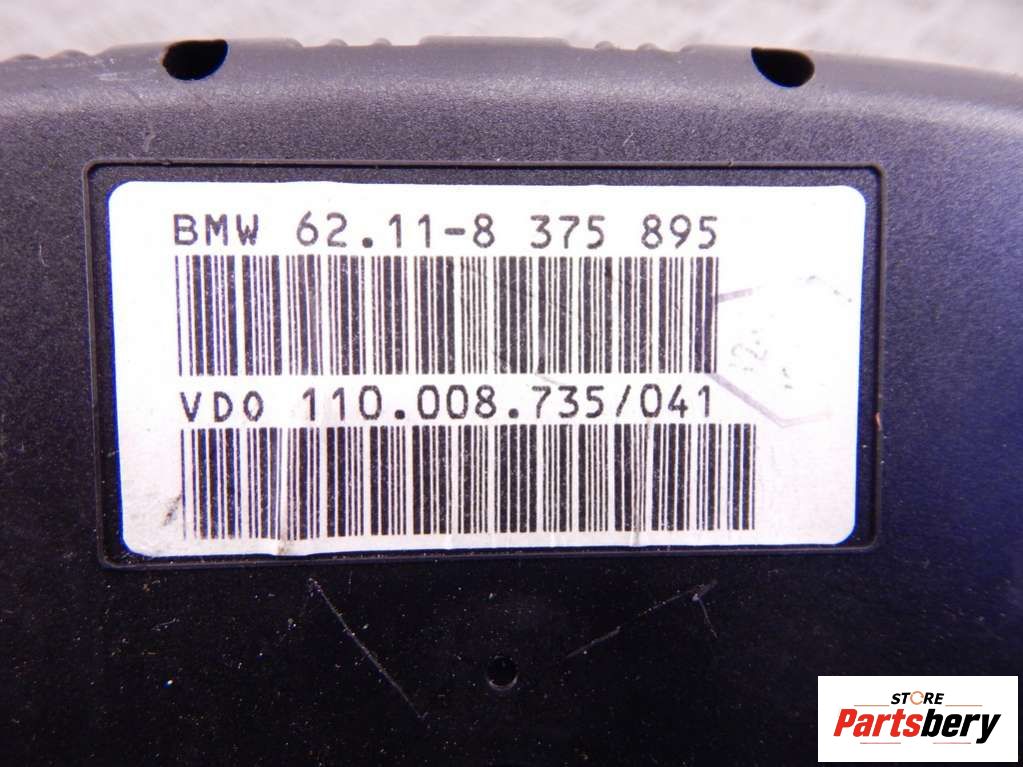 BMW 62.11-8 375 895
VDO 110.008.735/041
STORE
Partsbery